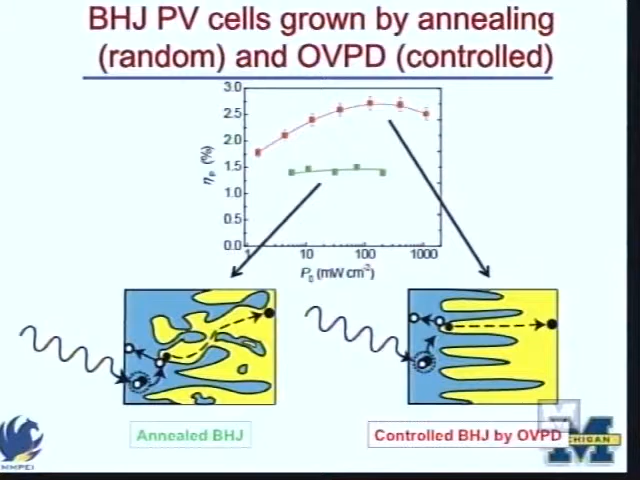 BHJ PV cells grown by annealing
(random) and OVPD (controlled)
3.0
2.5
2.0
1.5
1.0
0.5
0.0
ηp (%)
1 10 100 1000
P0 (mW cm-2)
Annealed BHJ
Controlled BHJ by OVPD
M
CHIGAN
NHPEI